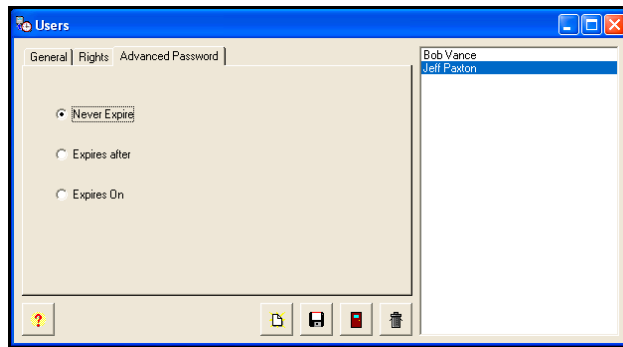 Users
General
Rights
Advanced Password
Never Expire
Expires after
Expires On
?
Bob Vance
Jeff Paxton